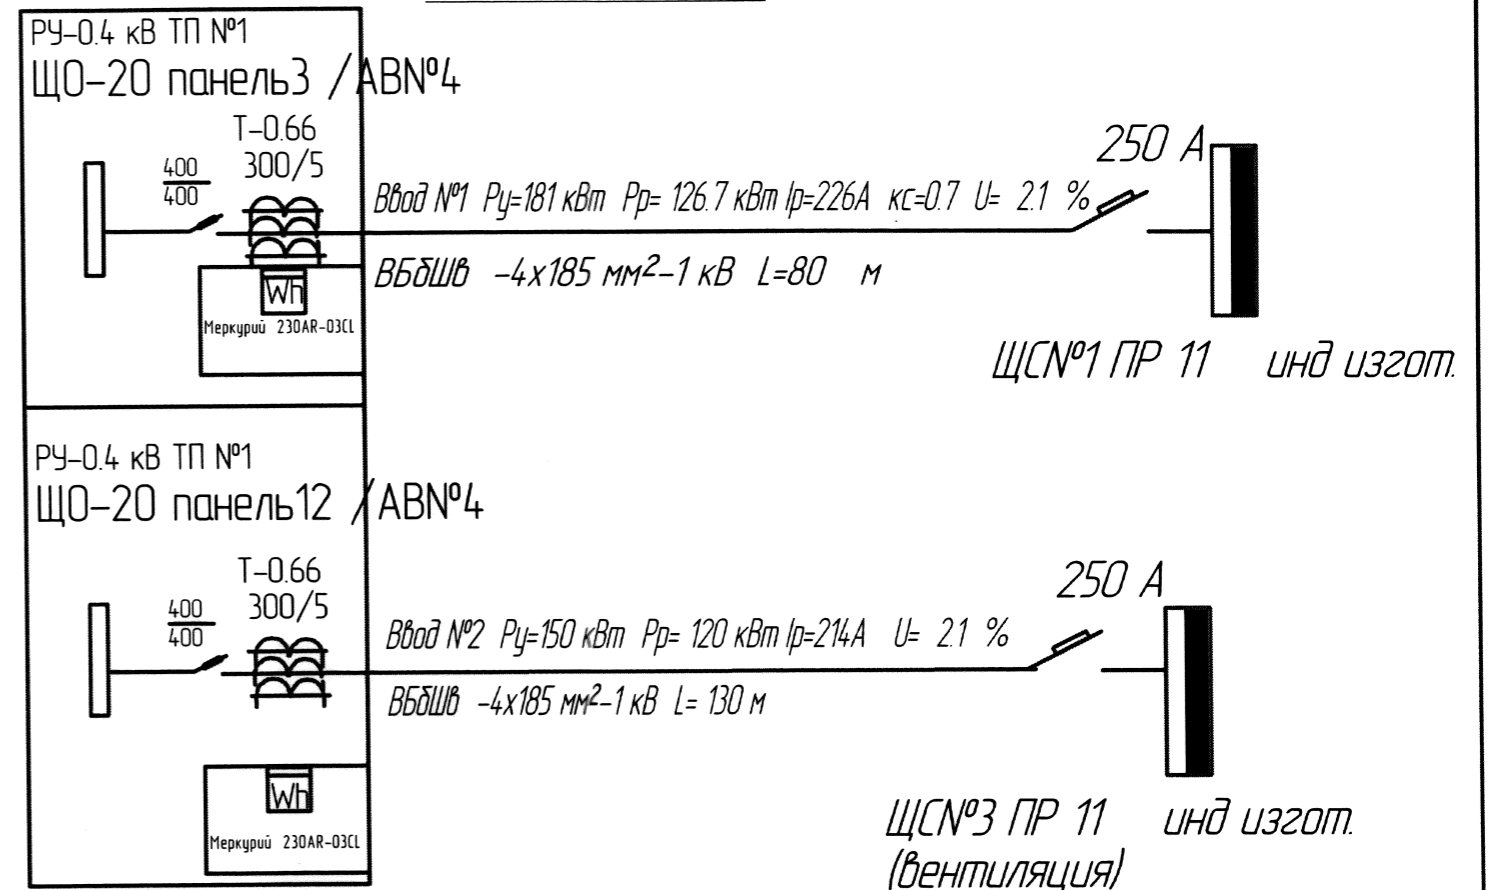 РУ-0.4 кВ ТП №1
ЩО-20 панель3 /АВ№4
Т-0.66
300/5
400
400
250 А
Ввод №1 Ру=181 кВт Рр= 126.7 кВт Iр=226А кс=0.7 U= 2.1 %
ВБбШв -4х185 мм²-1 кВ L=80 м
Wh
Меркурий 230AR-03CL
ЩС№1 ПР 11 инд изгот.
РУ-0.4 кВ ТП №1
ЩО-20 панель12 /АВ№4
Т-0.66
300/5
400
400
250 А
Ввод №2 Ру=150 кВт Рр= 120 кВт Iр=214А U= 2.1 %
ВБбШв -4х185 мм²-1 кВ L= 130 м
Wh
Меркурий 230AR-03CL
ЩС№3 ПР 11 инд изгот.
(вентиляция)